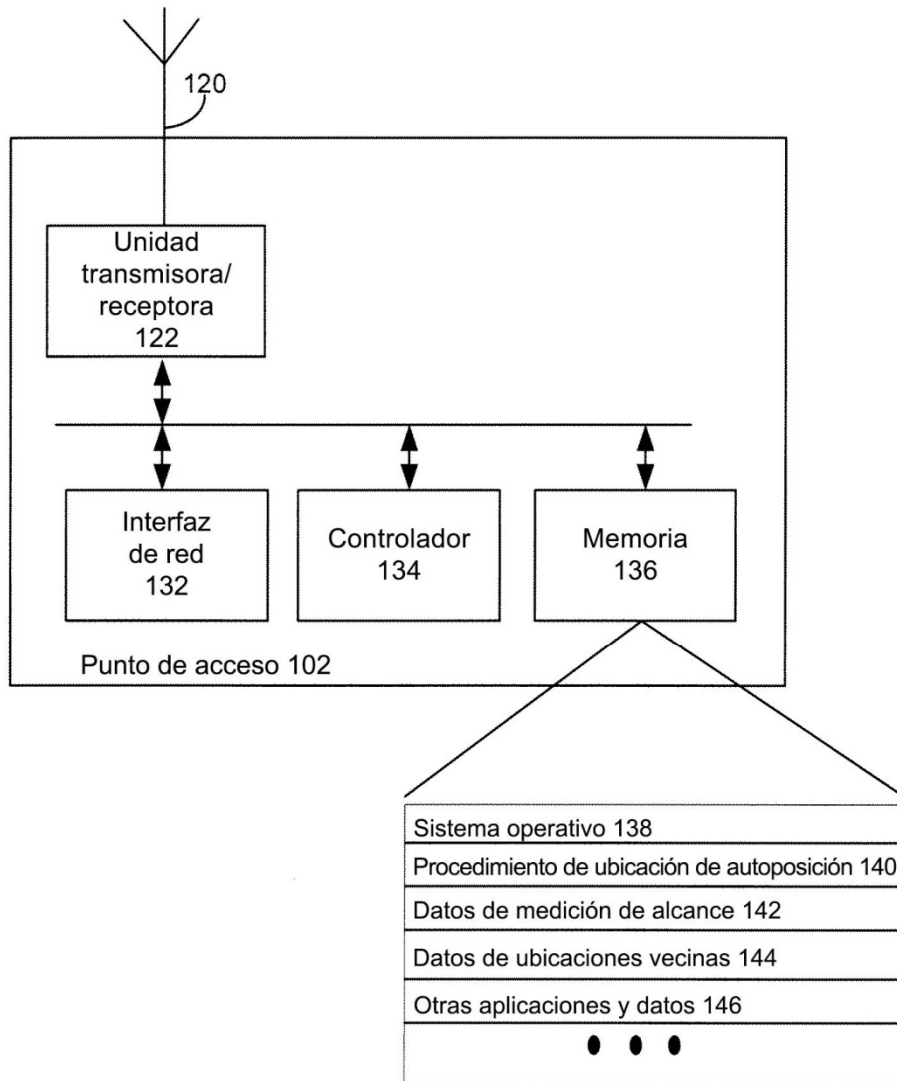 120
Unidad
transmisora/
receptora
122
Interfaz
de red
132
Controlador
134
Memoria
136
Punto de acceso 102
Sistema operativo 138
Procedimiento de ubicación de autoposición 140
Datos de medición de alcance 142
Datos de ubicaciones vecinas 144
Otras aplicaciones y datos 146